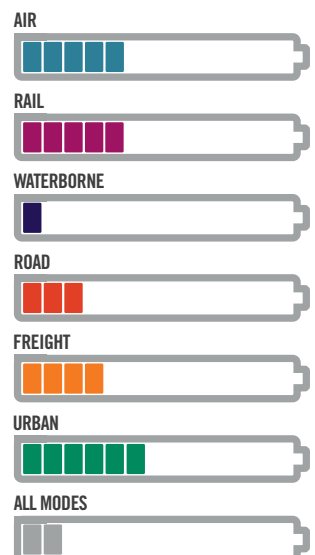 AIR
RAIL
WATERBORNE
ROAD
FREIGHT
URBAN
ALL MODES